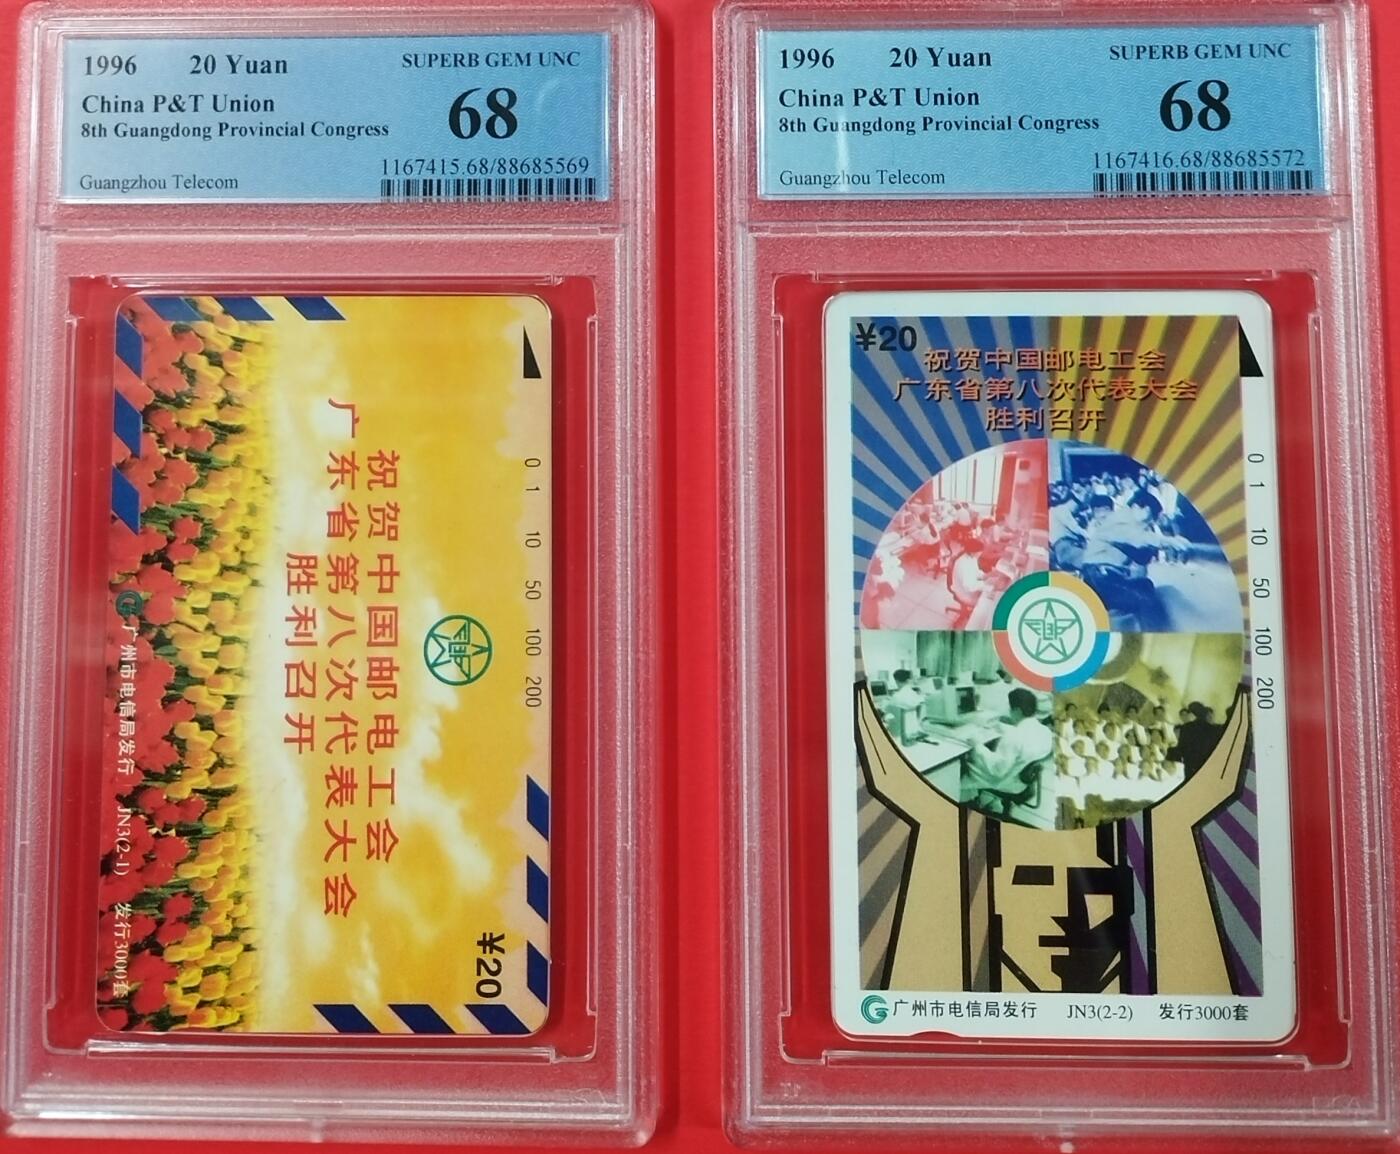 1996 20 Yuan SUPERB GEM UNC
China P&T Union 68
8th Guangdong Provincial Congress
1167415.68/88685569
Guangzhou Telecom
祝贺中国邮电工会
广东省第八次代表大会
胜利召开
0 1 10 50 100 200
¥20
广州市电信局发行 JN3(2-1) 发行3000套
1996 20 Yuan SUPERB GEM UNC
China P&T Union 68
8th Guangdong Provincial Congress
1167416.68/88685572
Guangzhou Telecom
¥20
祝贺中国邮电工会
广东省第八次代表大会
胜利召开
0 1 10 50 100 200
广州市电信局发行 JN3(2-2) 发行3000套